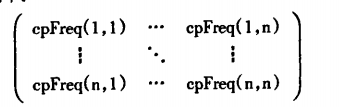 cpFreq(1,1) ⋯ cpFreq(1,n)
⋮ ⋱ ⋮
cpFreq(n,1) ⋯ cpFreq(n,n)